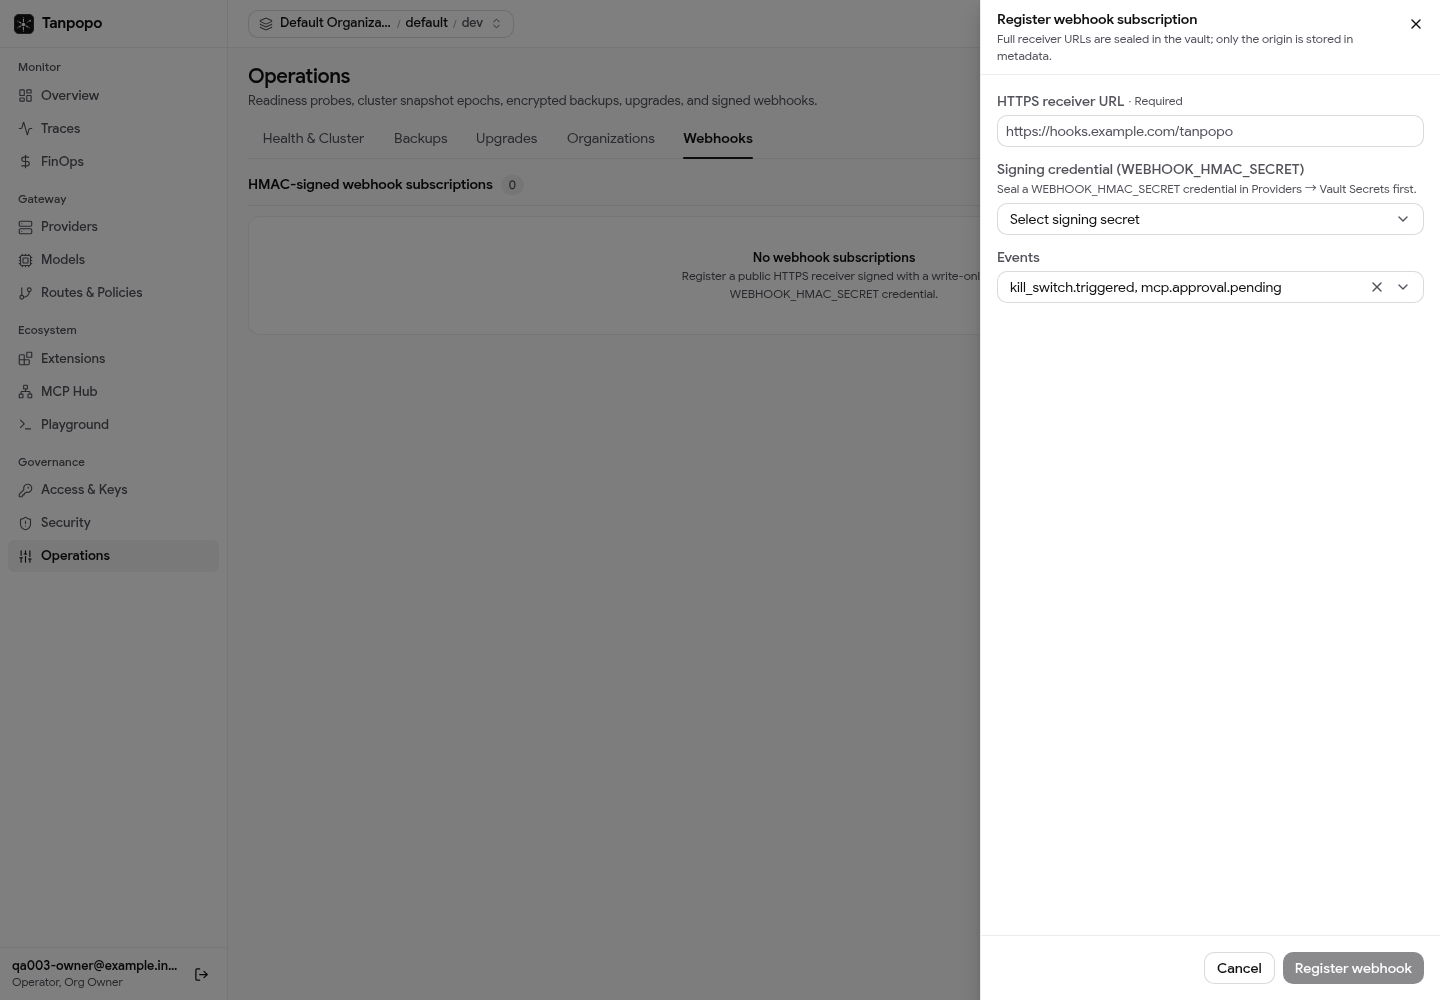 Tanpopo
Monitor
Overview
Traces
FinOps
Gateway
Providers
Models
Routes & Policies
Ecosystem
Extensions
MCP Hub
Playground
Governance
Access & Keys
Security
Operations
qa003-owner@example.in...
Operator, Org Owner
Default Organiza... / default / dev
Operations
Readiness probes, cluster snapshot epochs, encrypted backups, upgrades, and signed webhooks.
Health & Cluster Backups Upgrades Organizations Webhooks
HMAC-signed webhook subscriptions 0
No webhook subscriptions
Register a public HTTPS receiver signed with a
WEBHOOK_HMAC_SECRET credential.
Register webhook subscription
Full receiver URLs are sealed in the vault; only the origin is stored in
metadata.
HTTPS receiver URL · Required
https://hooks.example.com/tanpopo
Signing credential (WEBHOOK_HMAC_SECRET)
Seal a WEBHOOK_HMAC_SECRET credential in Providers → Vault Secrets first.
Select signing secret
Events
kill_switch.triggered, mcp.approval.pending
Cancel Register webhook